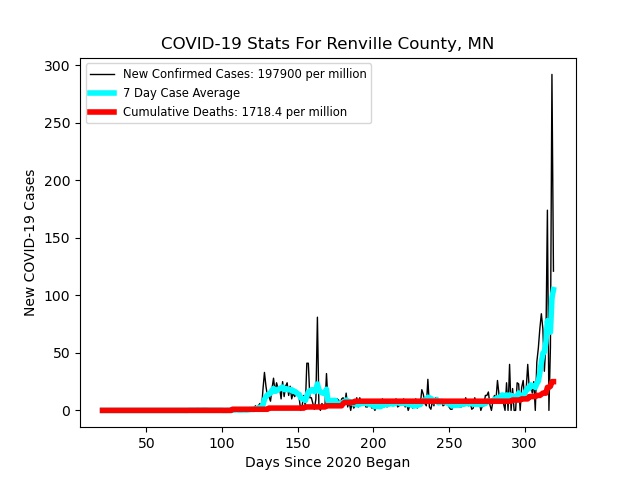 COVID-19 Stats For Renville County, MN
New Confirmed Cases: 197900 per million
7 Day Case Average
Cumulative Deaths: 1718.4 per million
New COVID-19 Cases
300
250
200
150
100
50
0
50 100 150 200 250 300
Days Since 2020 Began